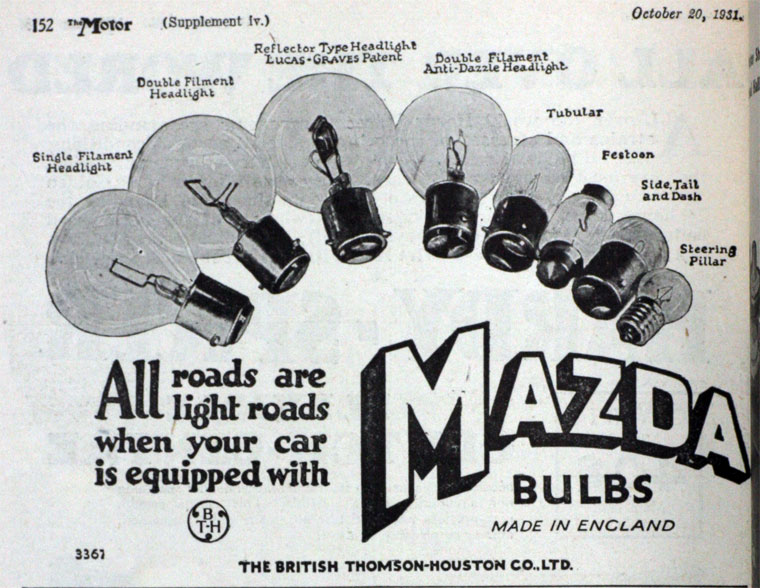 152 The Motor (Supplement Iv.) October 20, 1931.
Single Filament
Headlight
Double Filment
Headlight
Reflector Type Headlight
LUCAS-GRAVES Patent
Double Filament
Anti-Dazzle Headlight
Tubular
Festoon
Side, Tail
and Dash
Steering
Pillar
All roads are
light roads
when your car
is equipped with
MAZDA
BULBS
MADE IN ENGLAND
B
T-H
3367
THE BRITISH THOMSON-HOUSTON CO., LTD.